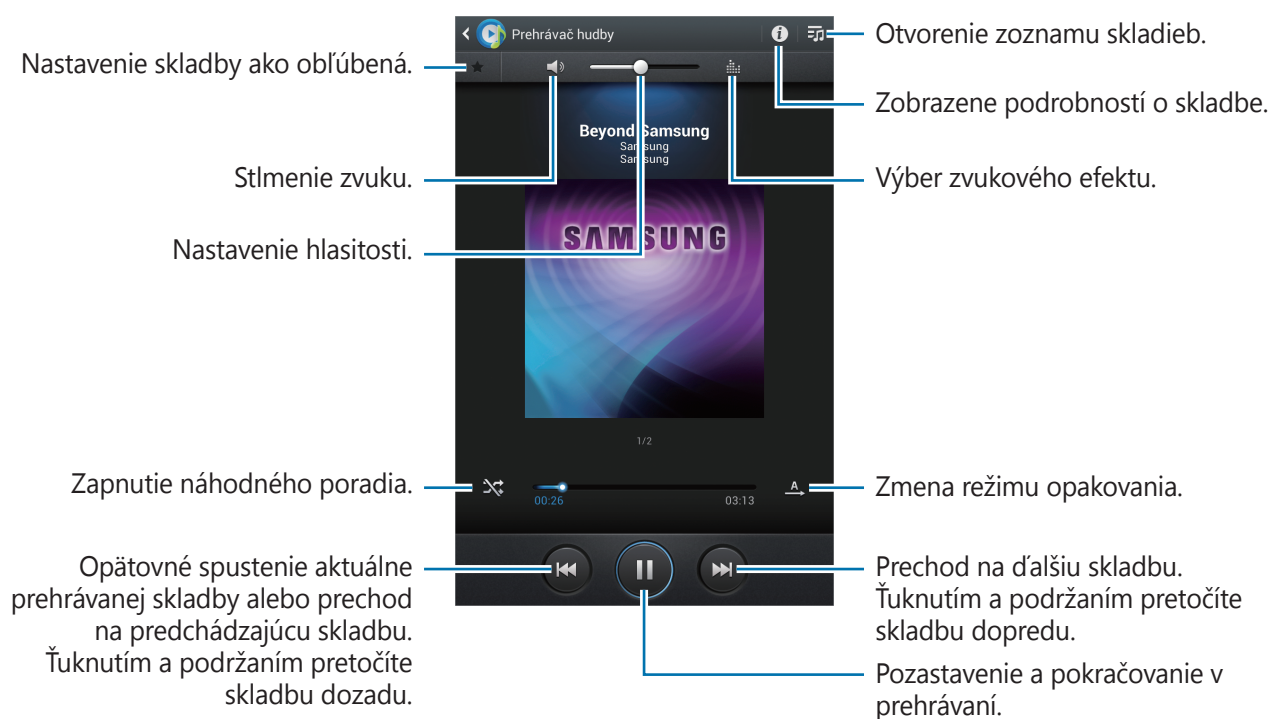 Prehrávač hudby
Otvorenie zoznamu skladieb.
Nastavenie skladby ako obľúbená.
Zobrazene podrobností o skladbe.
Beyond Samsung
Samsung
Samsung
Stlmenie zvuku.
Výber zvukového efektu.
Nastavenie hlasitosti.
SAMSUNG
1/2
Zapnutie náhodného poradia.
00:26
03:13
A
Zmena režimu opakovania.
Opätovné spustenie aktuálne
prehrávanej skladby alebo prechod
na predchádzajúcu skladbu.
Ťuknutím a podržaním pretočíte
skladbu dozadu.
Prechod na ďalšiu skladbu.
Ťuknutím a podržaním pretočíte
skladbu dopredu.
Pozastavenie a pokračovanie v
prehrávaní.